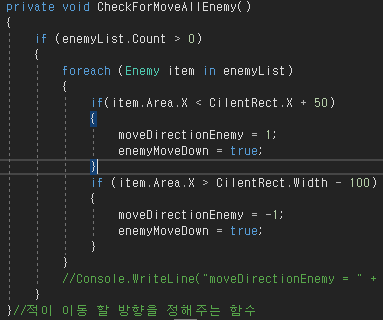 private void CheckForMoveAllEnemy()
{
if (enemyList.Count > 0)
{
foreach (Enemy item in enemyList)
{
if(item.Area.X < CilentRect.X + 50)
{
moveDirectionEnemy = 1;
enemyMoveDown = true;
}
if (item.Area.X > CilentRect.Width - 100)
{
moveDirectionEnemy = -1;
enemyMoveDown = true;
}
}
//Console.WriteLine("moveDirectionEnemy = " +
}
}//적이 이동 할 방향을 정해주는 함수